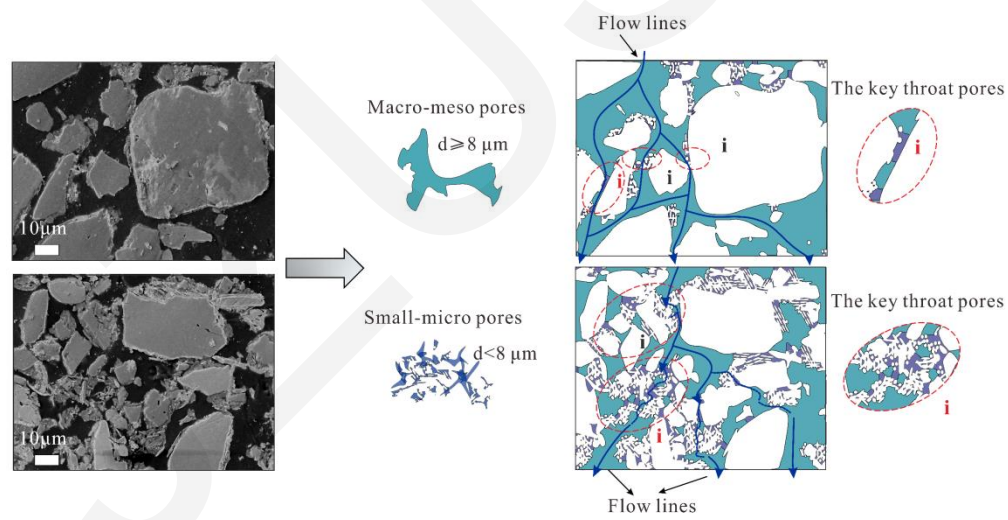 Flow lines
Macro-meso pores
d⩾8 μm
The key throat pores
i
i
i
10μm
Small-micro pores
d<8 μm
The key throat pores
i
i
i
10μm
Flow lines